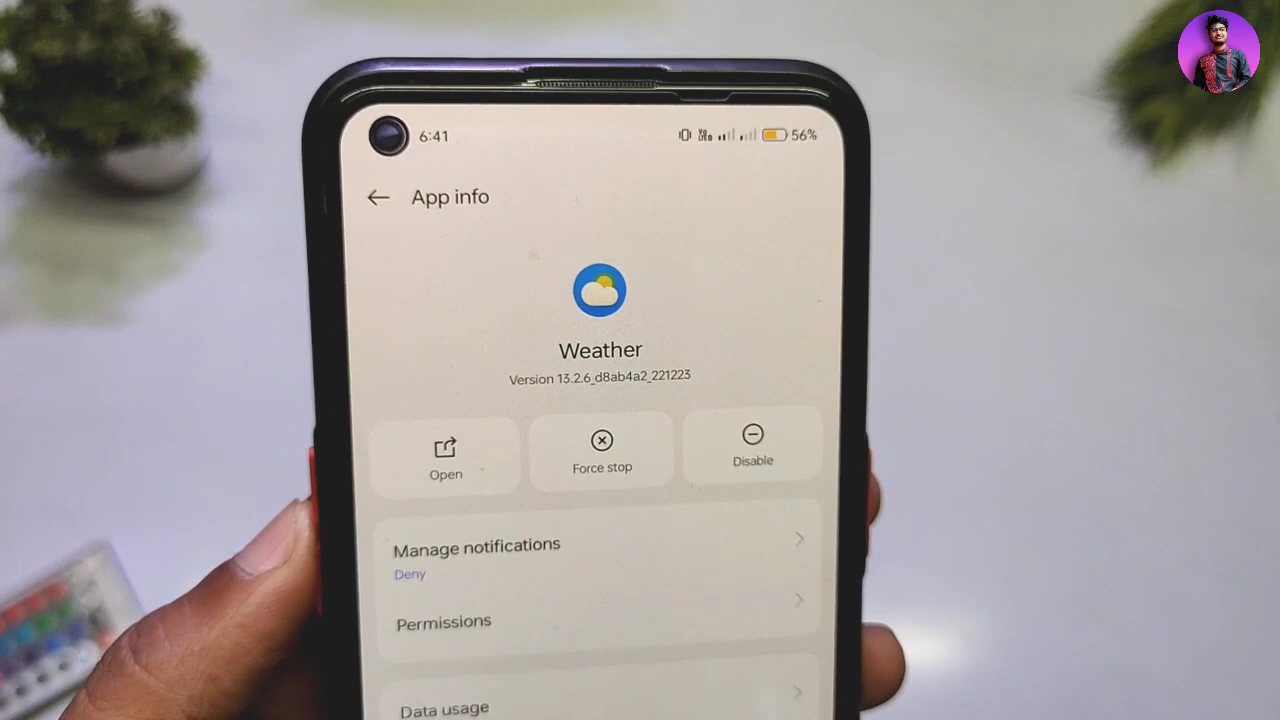 6:41
56%
App info
Weather
Version 13.2.6_d8ab4a2_221223
Open
Force stop
Disable
Manage notifications
Deny
Permissions
Data usage